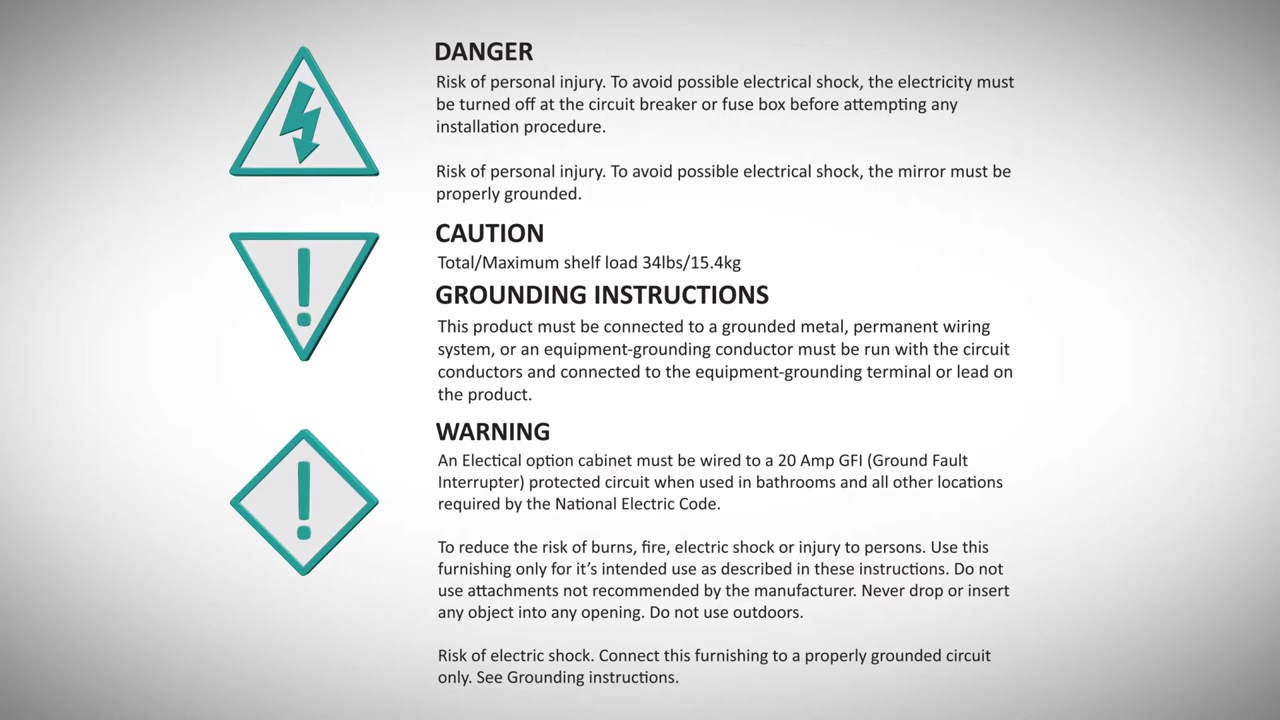 DANGER
Risk of personal injury. To avoid possible electrical shock, the electricity must
be turned off at the circuit breaker or fuse box before attempting any
installation procedure.
Risk of personal injury. To avoid possible electrical shock, the mirror must be
properly grounded.
CAUTION
Total/Maximum shelf load 34lbs/15.4kg
GROUNDING INSTRUCTIONS
This product must be connected to a grounded metal, permanent wiring
system, or an equipment-grounding conductor must be run with the circuit
conductors and connected to the equipment-grounding terminal or lead on
the product.
WARNING
An Electical option cabinet must be wired to a 20 Amp GFI (Ground Fault
Interrupter) protected circuit when used in bathrooms and all other locations
required by the National Electric Code.
To reduce the risk of burns, fire, electric shock or injury to persons. Use this
furnishing only for it’s intended use as described in these instructions. Do not
use attachments not recommended by the manufacturer. Never drop or insert
any object into any opening. Do not use outdoors.
Risk of electric shock. Connect this furnishing to a properly grounded circuit
only. See Grounding instructions.